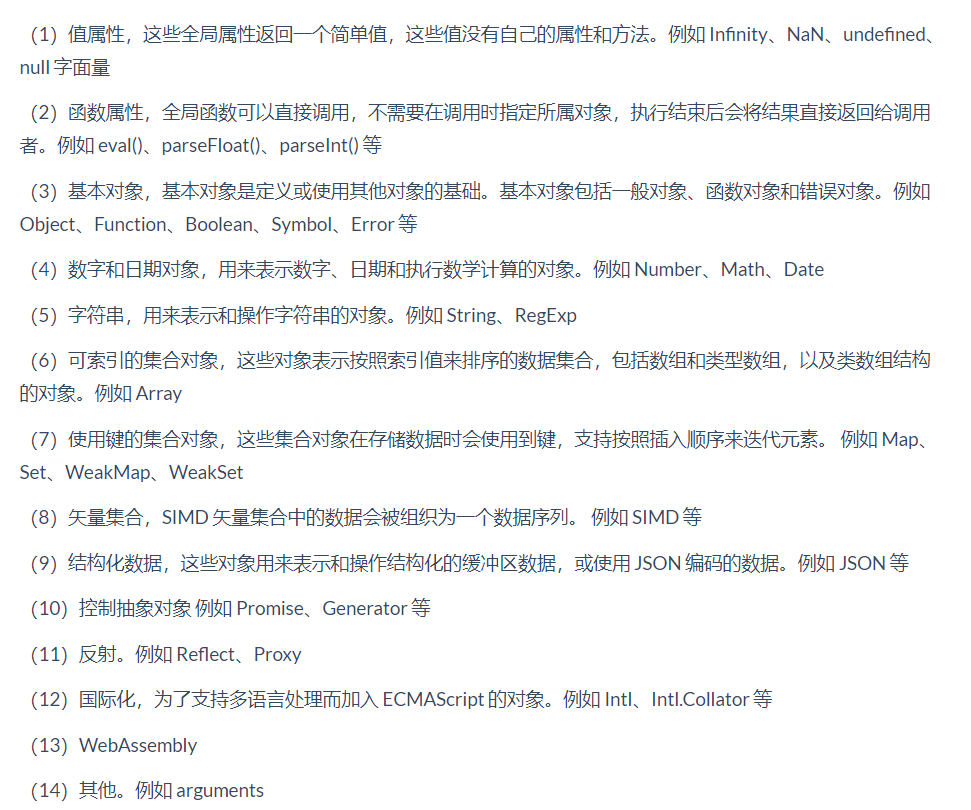 （1）值属性，这些全局属性返回一个简单值，这些值没有自己的属性和方法。例如 Infinity、NaN、undefined、
null 字面量
（2）函数属性，全局函数可以直接调用，不需要在调用时指定所属对象，执行结束后会将结果直接返回给调用
者。例如 eval()、parseFloat()、parseInt() 等
（3）基本对象，基本对象是定义或使用其他对象的基础。基本对象包括一般对象、函数对象和错误对象。例如
Object、Function、Boolean、Symbol、Error 等
（4）数字和日期对象，用来表示数字、日期和执行数学计算的对象。例如 Number、Math、Date
（5）字符串，用来表示和操作字符串的对象。例如 String、RegExp
（6）可索引的集合对象，这些对象表示按照索引值来排序的数据集合，包括数组和类型数组，以及类数组结构
的对象。例如 Array
（7）使用键的集合对象，这些集合对象在存储数据时会使用到键，支持按照插入顺序来迭代元素。 例如 Map、
Set、WeakMap、WeakSet
（8）矢量集合，SIMD 矢量集合中的数据会被组织为一个数据序列。 例如 SIMD 等
（9）结构化数据，这些对象用来表示和操作结构化的缓冲区数据，或使用 JSON 编码的数据。例如 JSON 等
（10）控制抽象对象 例如 Promise、Generator 等
（11）反射。例如 Reflect、Proxy
（12）国际化，为了支持多语言处理而加入 ECMAScript 的对象。例如 Intl、Intl.Collator 等
（13）WebAssembly
（14）其他。例如 arguments